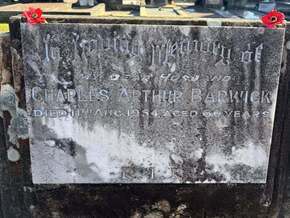 In Loving Memory of
My Dear Husband
Charles Arthur Barwick
Died 11th Aug. 1954, Aged 66 Years
R.I.P.